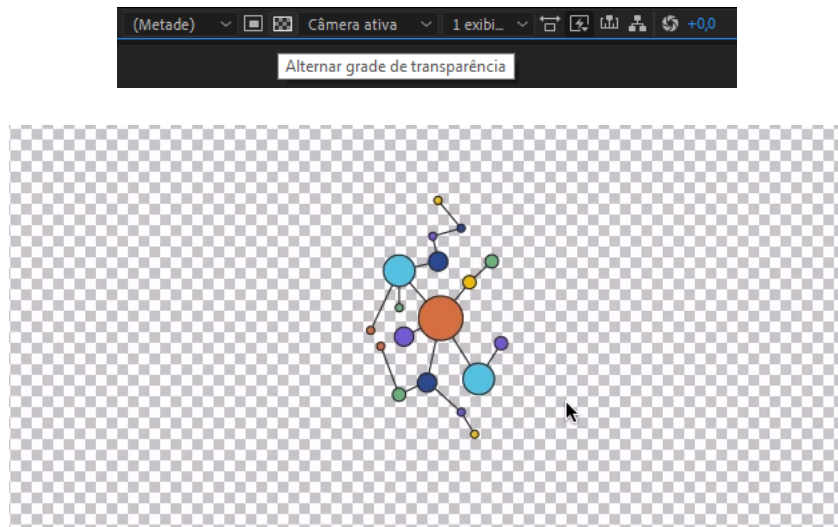 (Metade) Câmera ativa 1 exibi... +0,0
Alternar grade de transparência